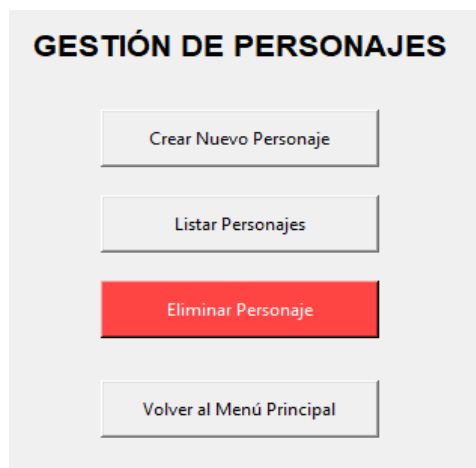 GESTIÓN DE PERSONAJES
Crear Nuevo Personaje
Listar Personajes
Eliminar Personaje
Volver al Menú Principal